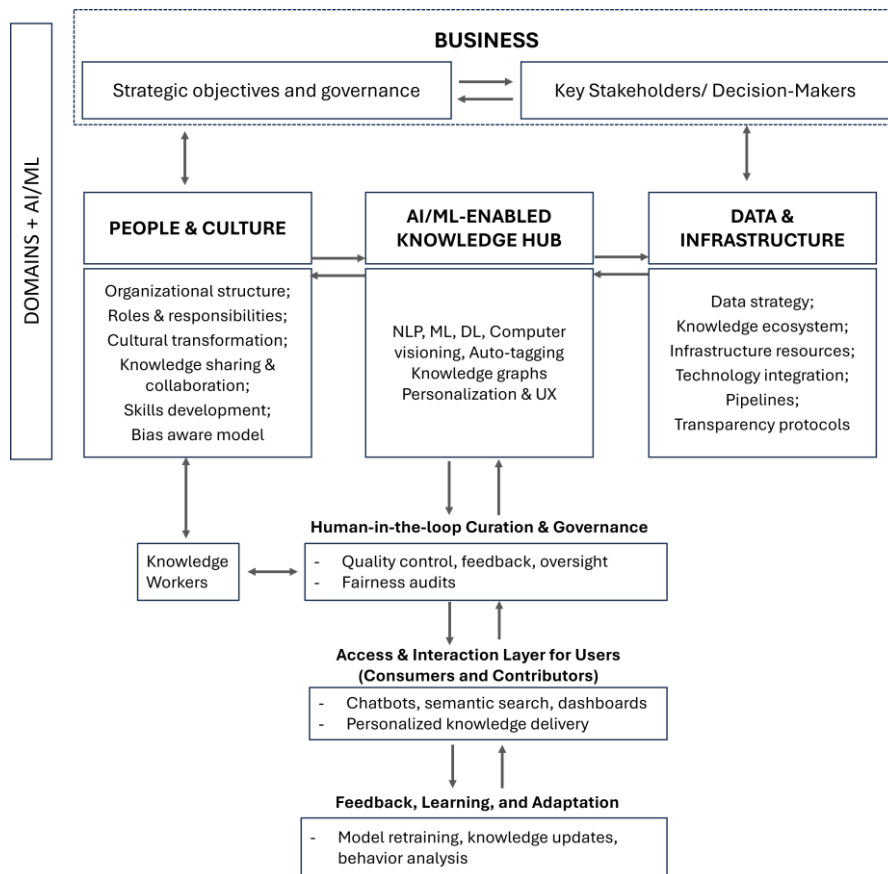 DOMAINS + AI/ML
BUSINESS
Strategic objectives and governance
Key Stakeholders/ Decision-Makers
PEOPLE & CULTURE
Organizational structure;
Roles & responsibilities;
Cultural transformation;
Knowledge sharing &
collaboration;
Skills development;
Bias aware model
AI/ML-ENABLED
KNOWLEDGE HUB
NLP, ML, DL, Computer
visioning, Auto-tagging
Knowledge graphs
Personalization & UX
DATA &
INFRASTRUCTURE
Data strategy;
Knowledge ecosystem;
Infrastructure resources;
Technology integration;
Pipelines;
Transparency protocols
Human-in-the-loop Curation & Governance
Knowledge
Workers
- Quality control, feedback, oversight
- Fairness audits
Access & Interaction Layer for Users
(Consumers and Contributors)
- Chatbots, semantic search, dashboards
- Personalized knowledge delivery
Feedback, Learning, and Adaptation
- Model retraining, knowledge updates,
behavior analysis